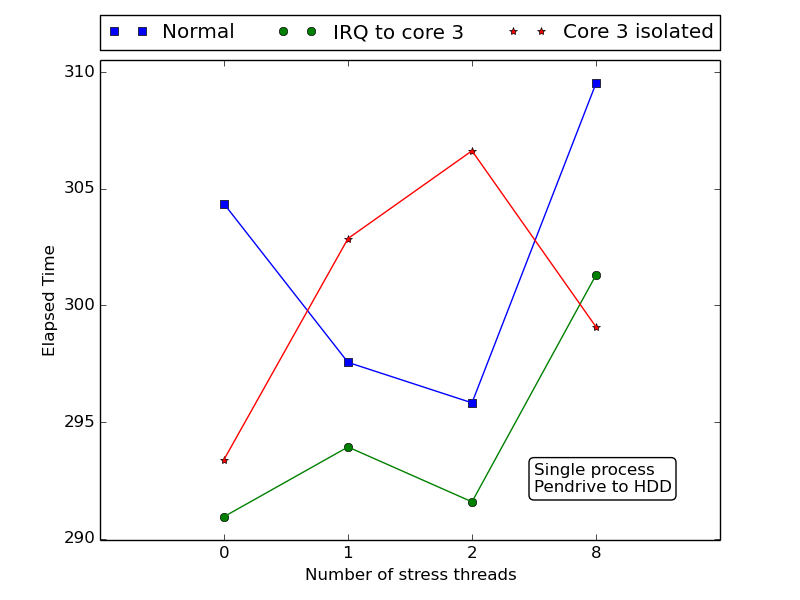 Normal IRQ to core 3 Core 3 isolated
310
305
300
295
290
Elapsed Time
Single process
Pendrive to HDD
0 1 2 8
Number of stress threads